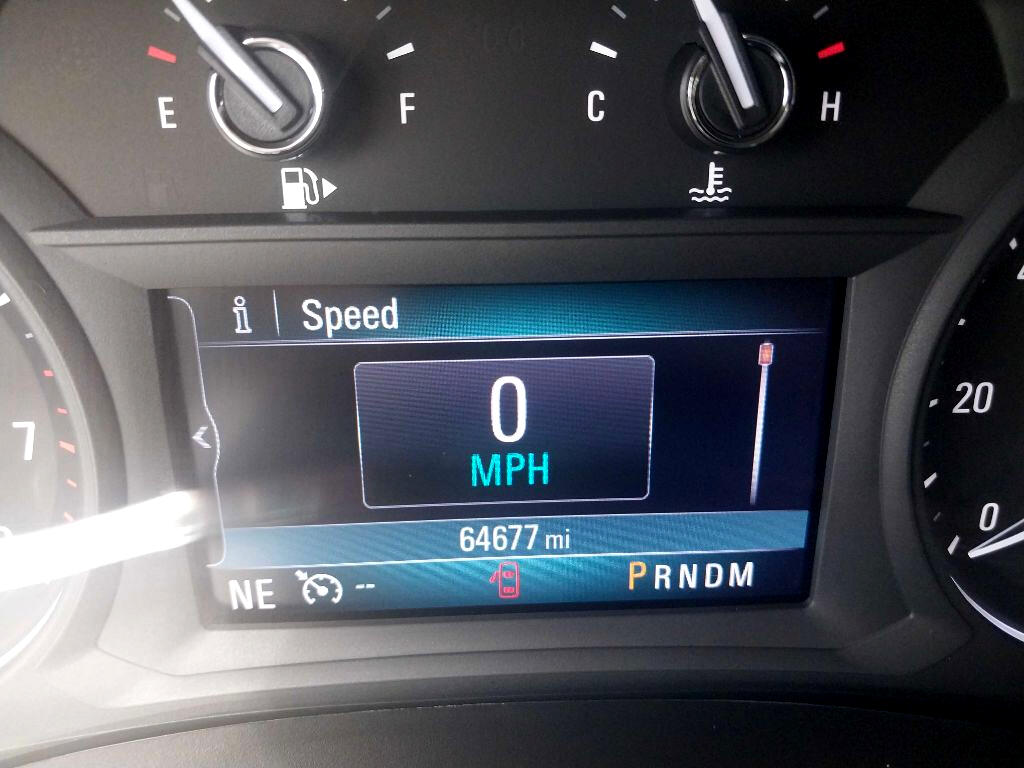 E F C H
Speed
0
MPH
64677 mi
NE -- PRNDM
7
20
0